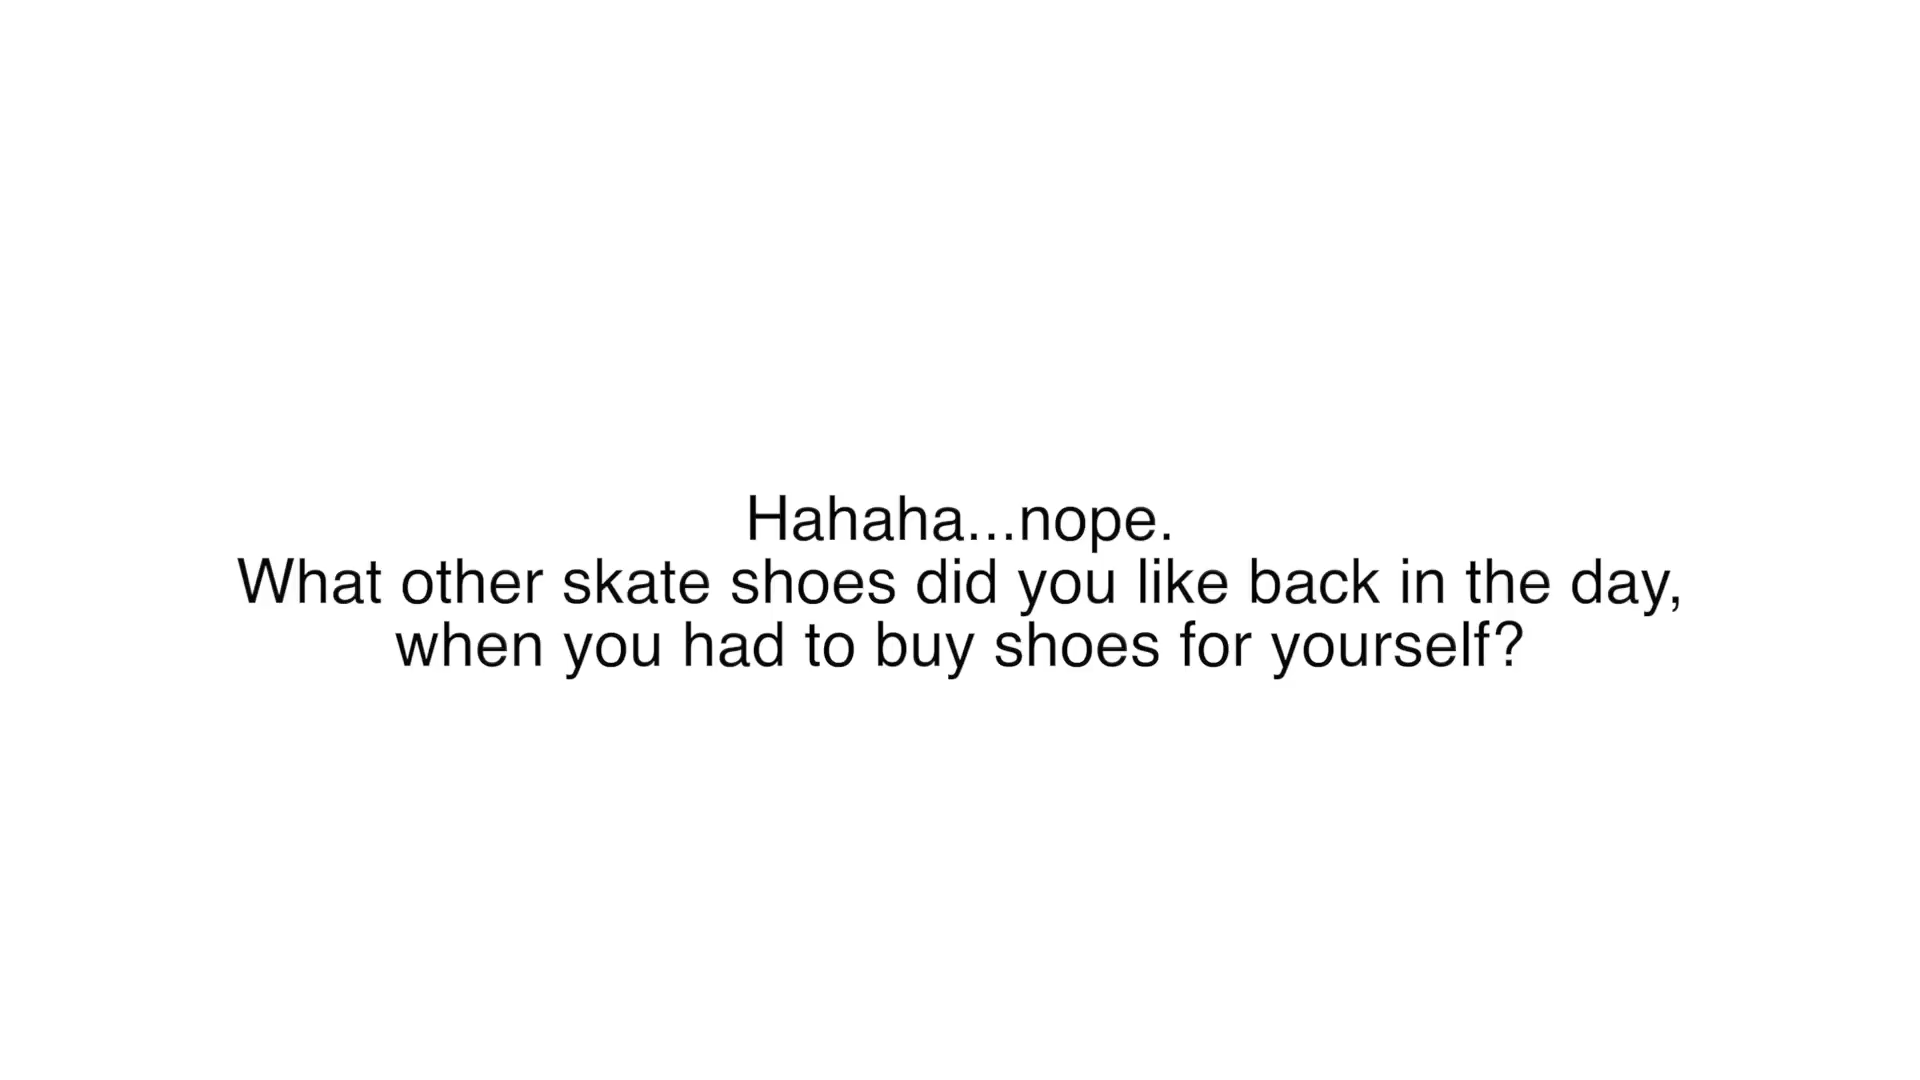 Hahaha...nope.
What other skate shoes did you like back in the day,
when you had to buy shoes for yourself?